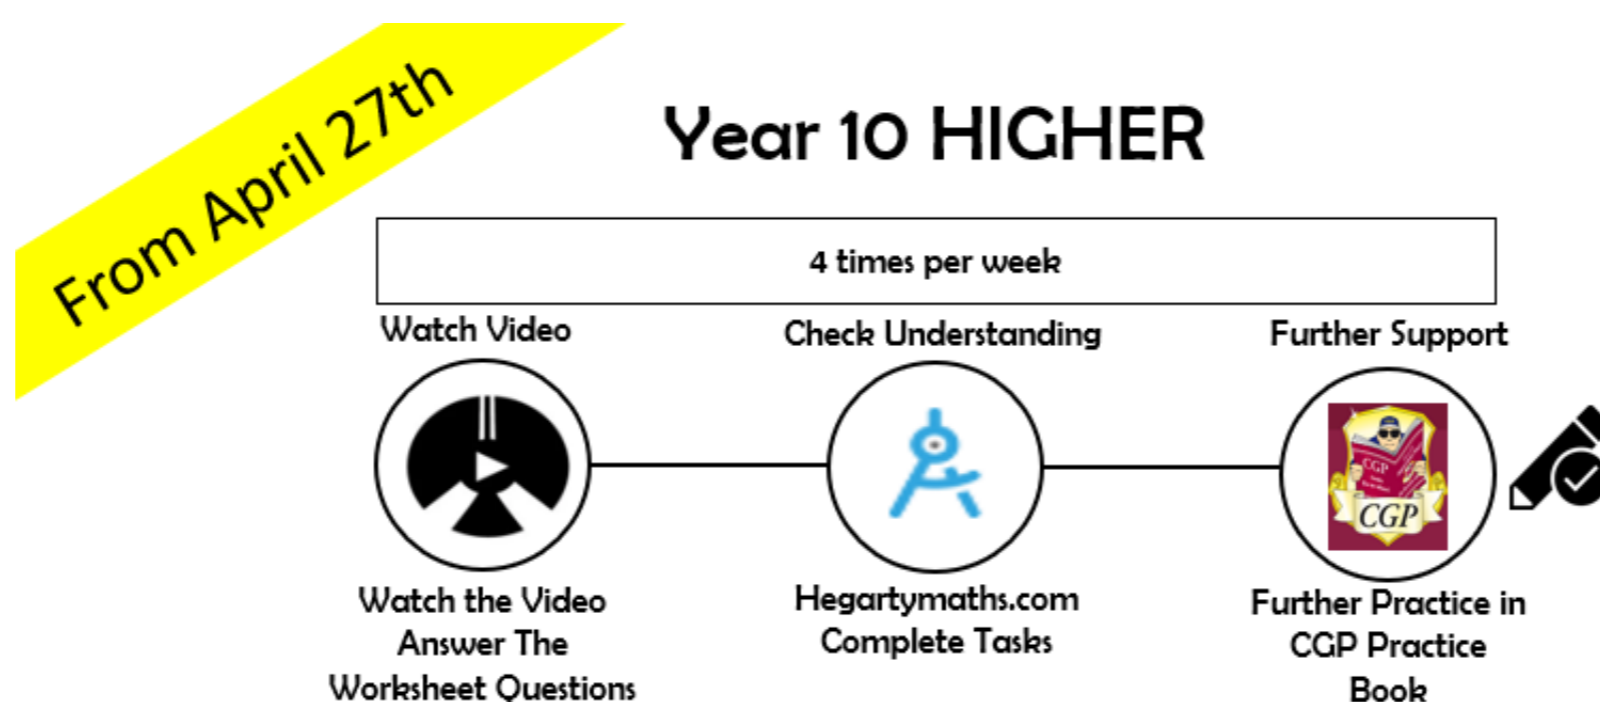 From April 27th
Year 10 HIGHER
4 times per week
Watch Video
Check Understanding
Further Support
CGP
CGP
Watch the Video
Answer The
Worksheet Questions
Hegartymaths.com
Complete Tasks
Further Practice in
CGP Practice
Book